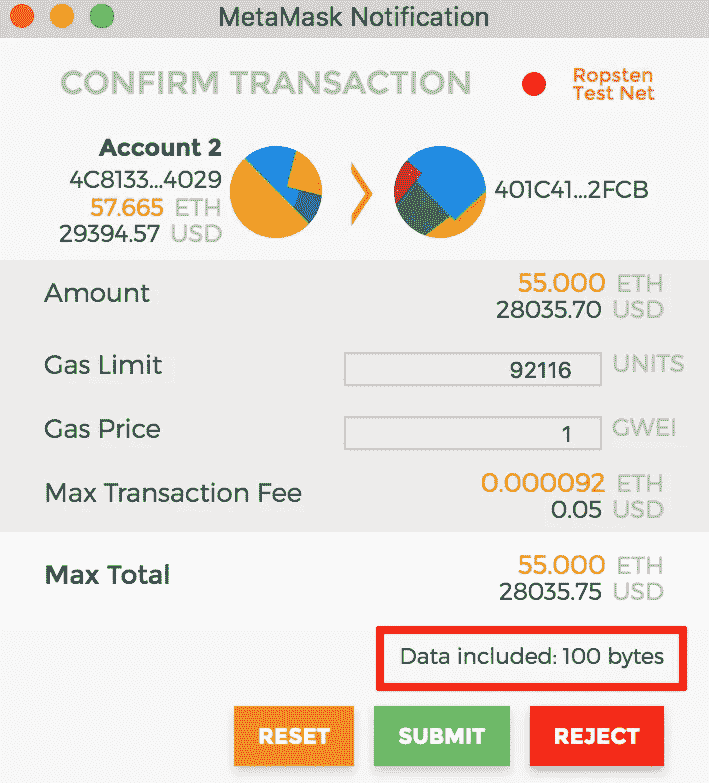 MetaMask Notification
CONFIRM TRANSACTION
Ropsten
Test Net
Account 2
4C8133...4029
57.665 ETH
29394.57 USD
401C41...2FCB
Amount
55.000 ETH
28035.70 USD
Gas Limit
92116 UNITS
Gas Price
1 GWEI
Max Transaction Fee
0.000092 ETH
0.05 USD
Max Total
55.000 ETH
28035.75 USD
Data included: 100 bytes
RESET SUBMIT REJECT